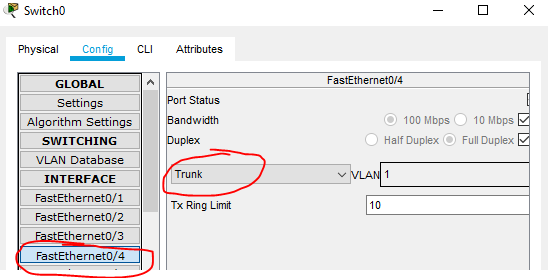 Switch0
Physical Config CLI Attributes
GLOBAL
Settings
Algorithm Settings
SWITCHING
VLAN Database
INTERFACE
FastEthernet0/1
FastEthernet0/2
FastEthernet0/3
FastEthernet0/4
FastEthernet0/4
Port Status
Bandwidth 100 Mbps 10 Mbps
Duplex Half Duplex Full Duplex
Trunk VLAN 1
Tx Ring Limit 10